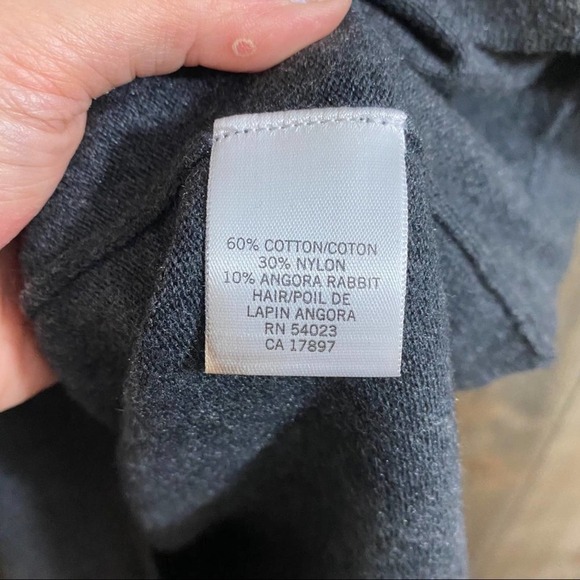 60% COTTON/COTON
30% NYLON
10% ANGORA RABBIT
HAIR/POIL DE
LAPIN ANGORA
RN 54023
CA 17897